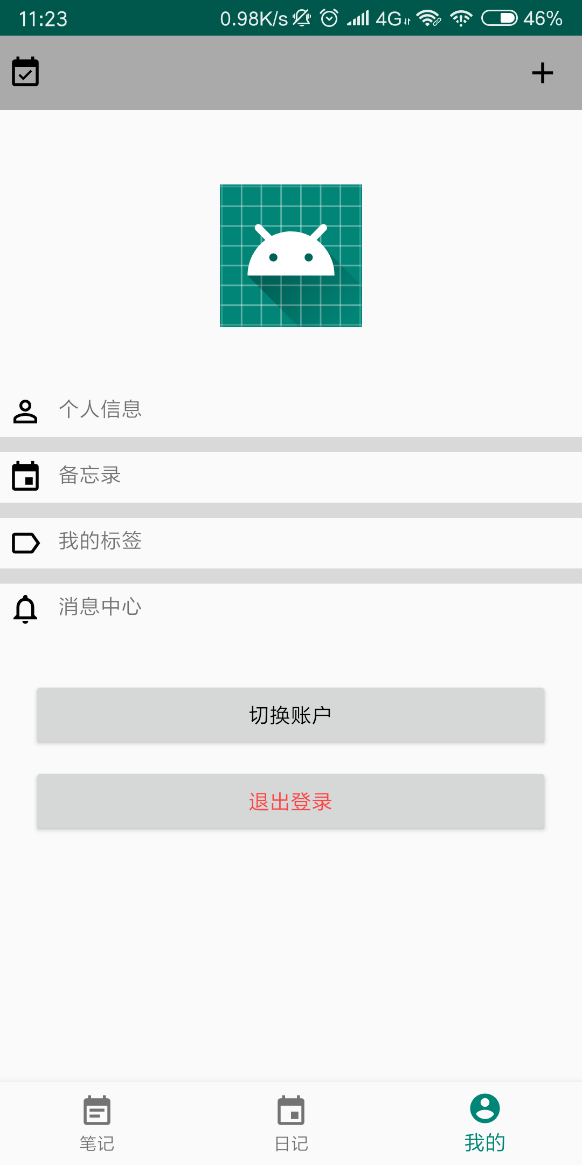 11:23 0.98K/s 4G 46%
个人信息
备忘录
我的标签
消息中心
切换账户
退出登录
笔记 日记 我的